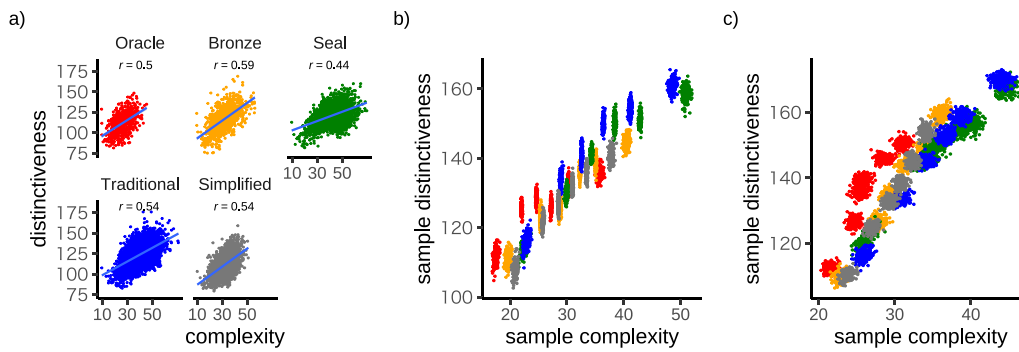 a)
Oracle
r = 0.5
Bronze
r = 0.59
Seal
r = 0.44
175
150
125
100
75
10 30 50
Traditional
r = 0.54
Simplified
r = 0.54
175
150
125
100
75
10 30 50
10 30 50
distinctiveness
complexity
b)
sample distinctiveness
160
140
120
100
20 30 40 50
sample complexity
c)
sample distinctiveness
160
140
120
20 30 40
sample complexity